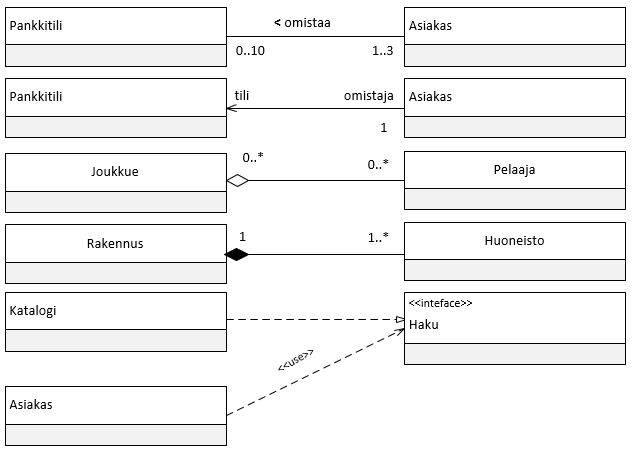 Pankkitili
< omistaa
Asiakas
0..10
1..3
Pankkitili
tili
omistaja
Asiakas
1
Joukkue
0..*
0..*
Pelaaja
Rakennus
1
1..*
Huoneisto
Katalogi
<<inteface>>
Haku
<<use>>
Asiakas